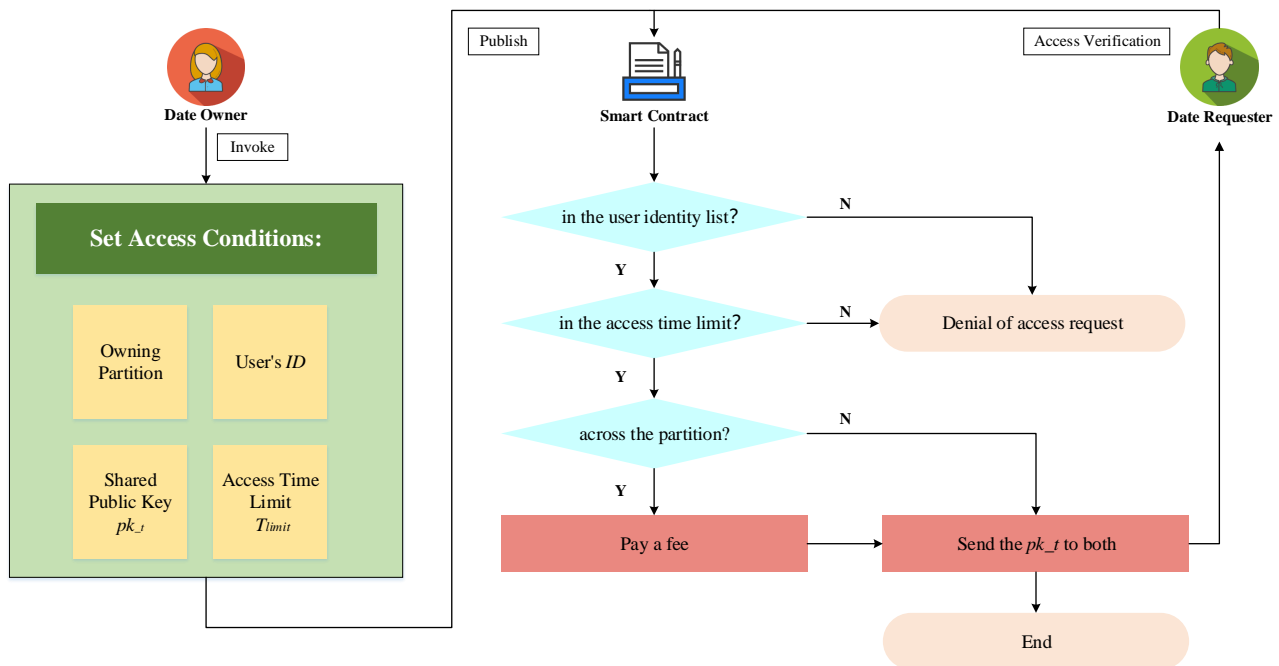 Publish
Access Verification
Date Owner
Smart Contract
Date Requester
Invoke
Set Access Conditions:
Owning
Partition
User's ID
Shared
Public Key
pk_t
Access Time
Limit
Tlimit
in the user identity list?
N
Y
in the access time limit?
N
Denial of access request
Y
across the partition?
N
Y
Pay a fee
Send the pk_t to both
End